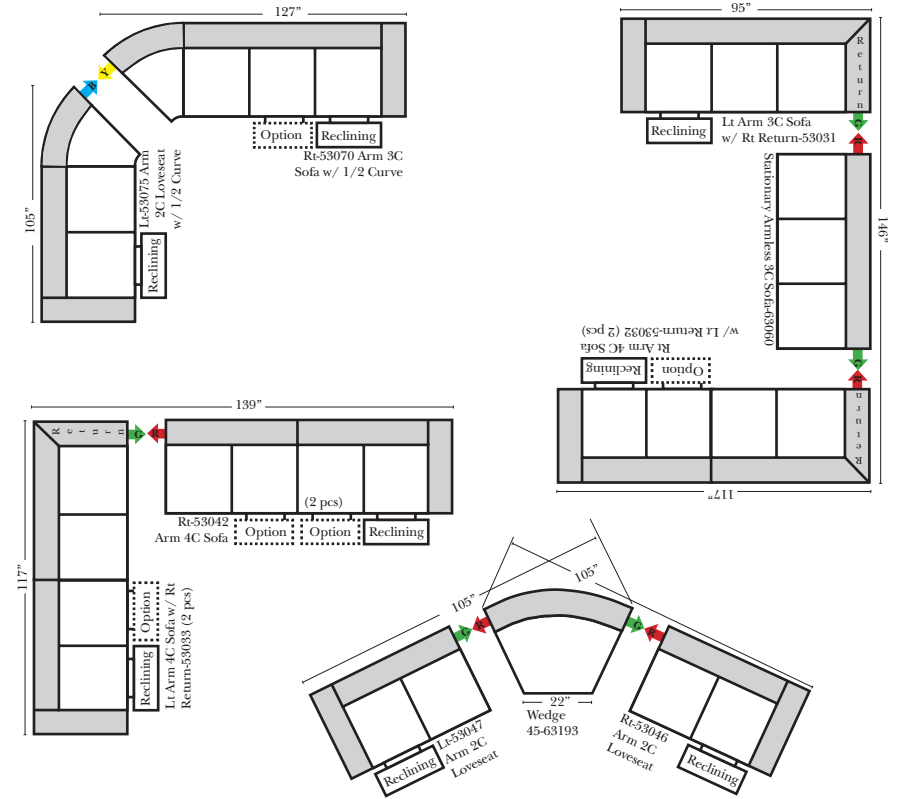 127”
B
Y
Option
Reclining
Rt-53070 Arm 3C
Sofa w/ 1/2 Curve
105”
Lt-53075 Arm
2C Loveseat
w/ 1/2 Curve
Reclining
95”
Return
G
R
Reclining
Lt Arm 3C Sofa
w/ Rt Return-53031
Stationary Armless 3C Sofa-63060
146”
G
R
Rt Arm 4C Sofa
w/ Lt Return-53032 (2 pcs)
Reclining
Option
Return
117”
139”
Return
G
R
(2 pcs)
Rt-53042
Arm 4C Sofa
Option
Option
Reclining
117”
Option
Reclining
Lt Arm 4C Sofa w/ Rt
Return-53033 (2 pcs)
105”
105”
G
R
G
R
22”
Wedge
45-63193
Lt-53047
Arm 2C
Loveseat
Reclining
Rt-53046
Arm 2C
Loveseat
Reclining